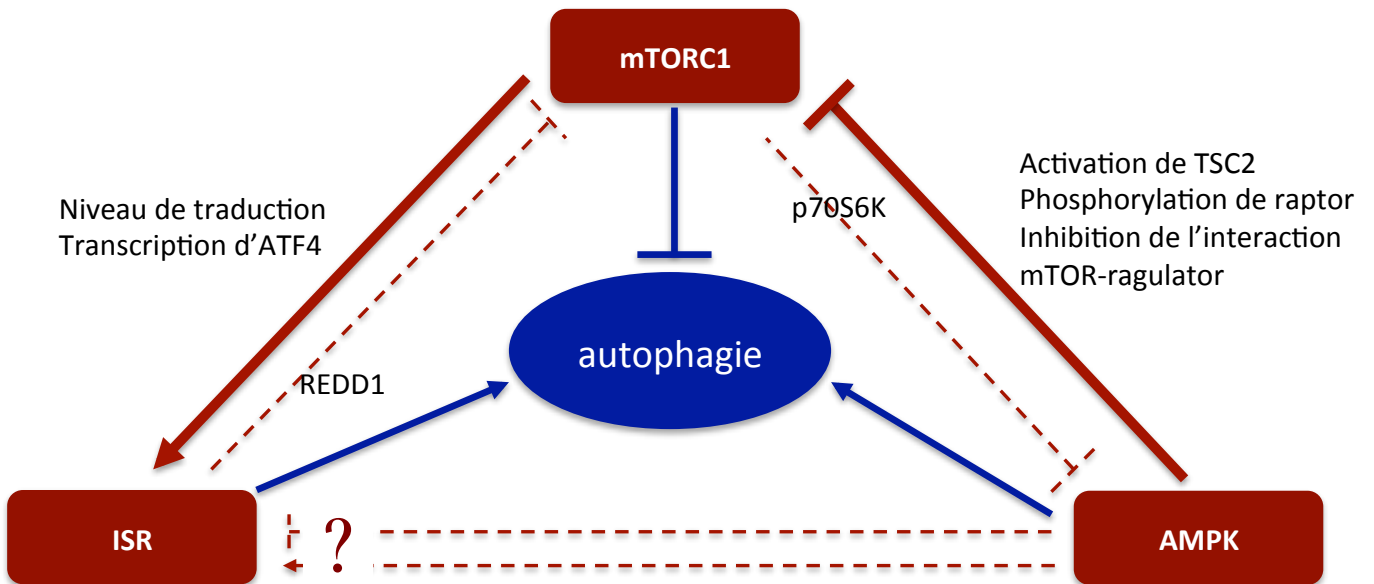 mTORC1
Niveau de traduction
Transcription d’ATF4
p70S6K
Activation de TSC2
Phosphorylation de raptor
Inhibition de l’interaction
mTOR-ragulator
autophagie
REDD1
ISR
?
AMPK